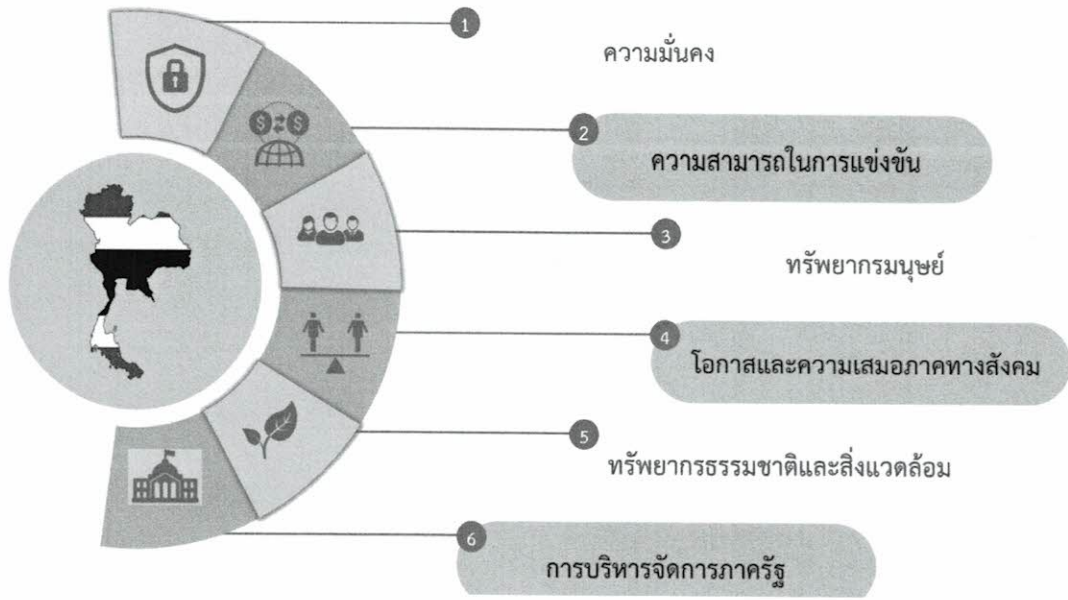 1
ความมั่นคง
2
ความสามารถในการแข่งขัน
3
ทรัพยากรมนุษย์
4
โอกาสและความเสมอภาคทางสังคม
5
ทรัพยากรธรรมชาติและสิ่งแวดล้อม
6
การบริหารจัดการภาครัฐ